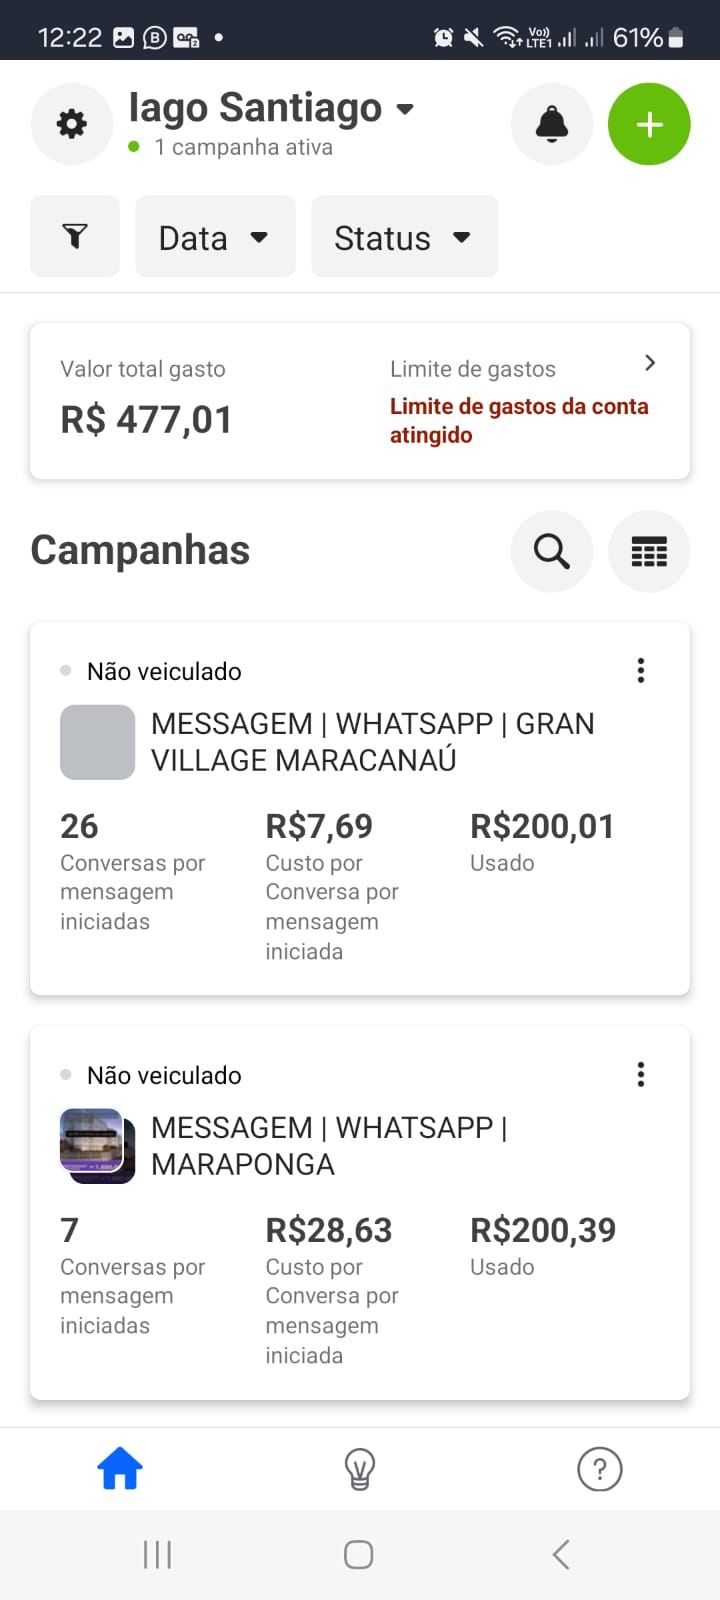 12:22 Vo)) LTE1 61%
Iago Santiago
1 campanha ativa
Data Status
Valor total gasto Limite de gastos
R$ 477,01 Limite de gastos da conta
atingido
Campanhas
Não veiculado
MESSAGEM | WHATSAPP | GRAN
VILLAGE MARACANAÚ
26 R$7,69 R$200,01
Conversas por Custo por Usado
mensagem Conversa por
iniciadas mensagem
iniciada
Não veiculado
MESSAGEM | WHATSAPP |
MARAPONGA
7 R$28,63 R$200,39
Conversas por Custo por Usado
mensagem Conversa por
iniciadas mensagem
iniciada